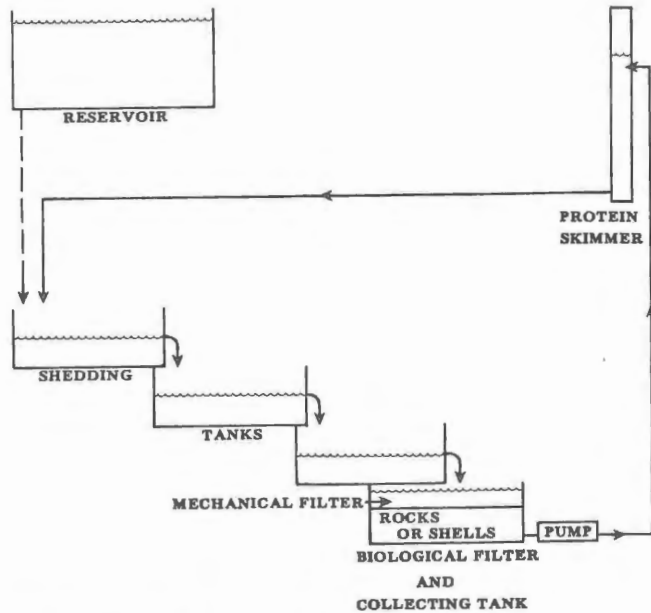 RESERVOIR
PROTEIN
SKIMMER
SHEDDING
TANKS
MECHANICAL FILTER
ROCKS
OR SHELLS
PUMP
BIOLOGICAL FILTER
AND
COLLECTING TANK